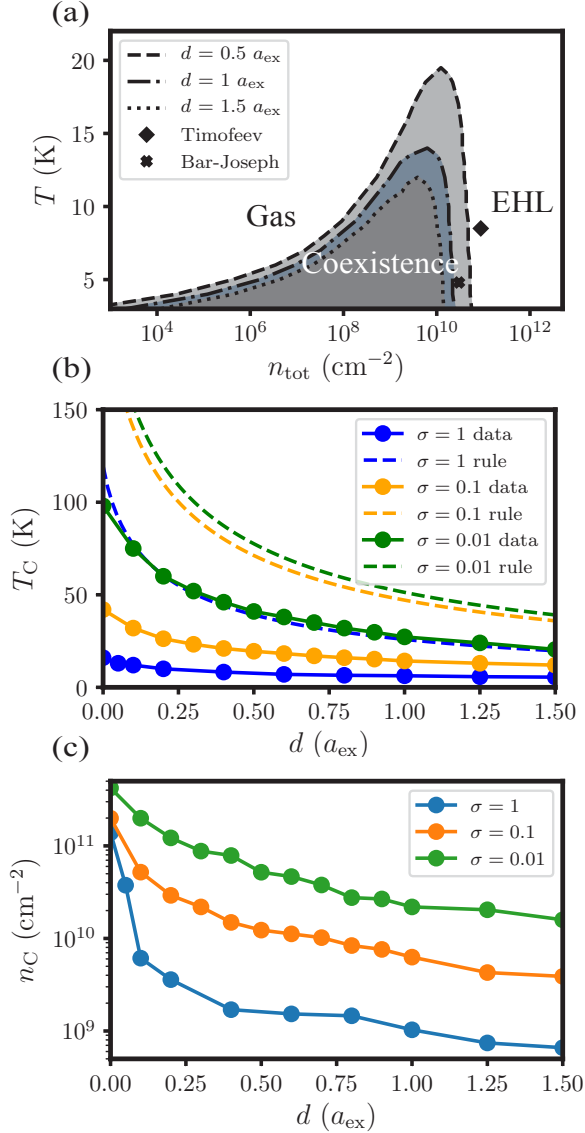 (a)
20
15
10
5
T (K)
d = 0.5 a_ex
d = 1 a_ex
d = 1.5 a_ex
Timofeev
Bar-Joseph
Gas
EHL
Coexistence
10^4
10^6
10^8
10^10
10^12
n_tot (cm^−2)
(b)
150
100
50
0
T_C (K)
σ = 1 data
σ = 1 rule
σ = 0.1 data
σ = 0.1 rule
σ = 0.01 data
σ = 0.01 rule
0.00
0.25
0.50
0.75
1.00
1.25
1.50
d (a_ex)
(c)
10^11
10^10
10^9
n_C (cm^−2)
σ = 1
σ = 0.1
σ = 0.01
0.00
0.25
0.50
0.75
1.00
1.25
1.50
d (a_ex)